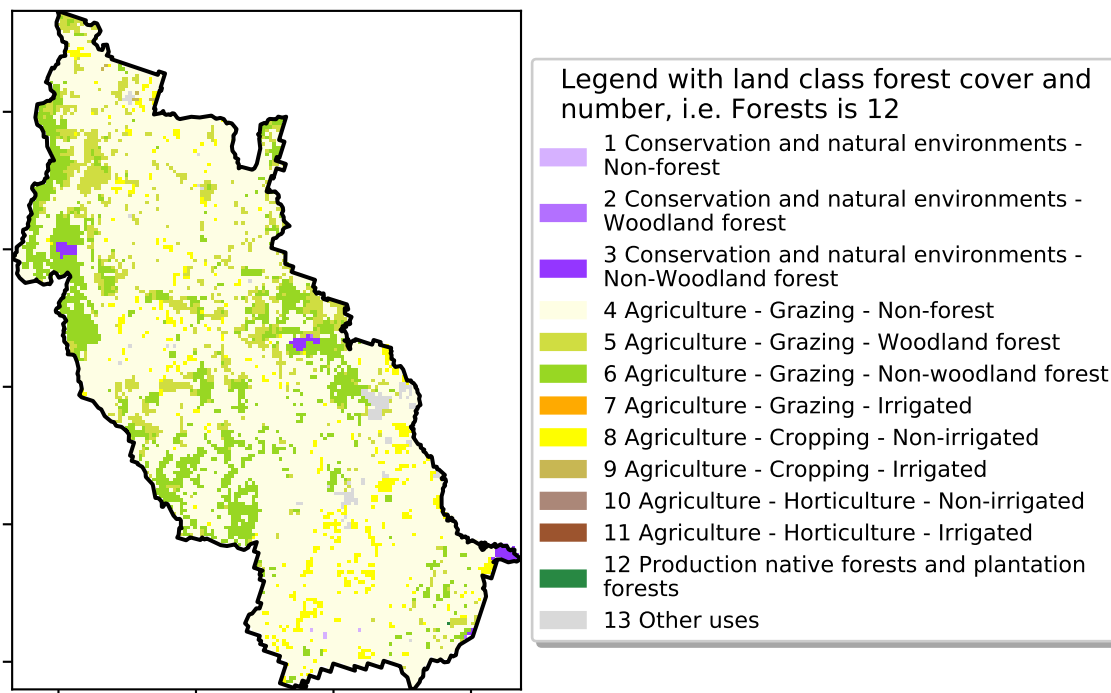 Legend with land class forest cover and
number, i.e. Forests is 12
1 Conservation and natural environments -
Non-forest
2 Conservation and natural environments -
Woodland forest
3 Conservation and natural environments -
Non-Woodland forest
4 Agriculture - Grazing - Non-forest
5 Agriculture - Grazing - Woodland forest
6 Agriculture - Grazing - Non-woodland forest
7 Agriculture - Grazing - Irrigated
8 Agriculture - Cropping - Non-irrigated
9 Agriculture - Cropping - Irrigated
10 Agriculture - Horticulture - Non-irrigated
11 Agriculture - Horticulture - Irrigated
12 Production native forests and plantation
forests
13 Other uses